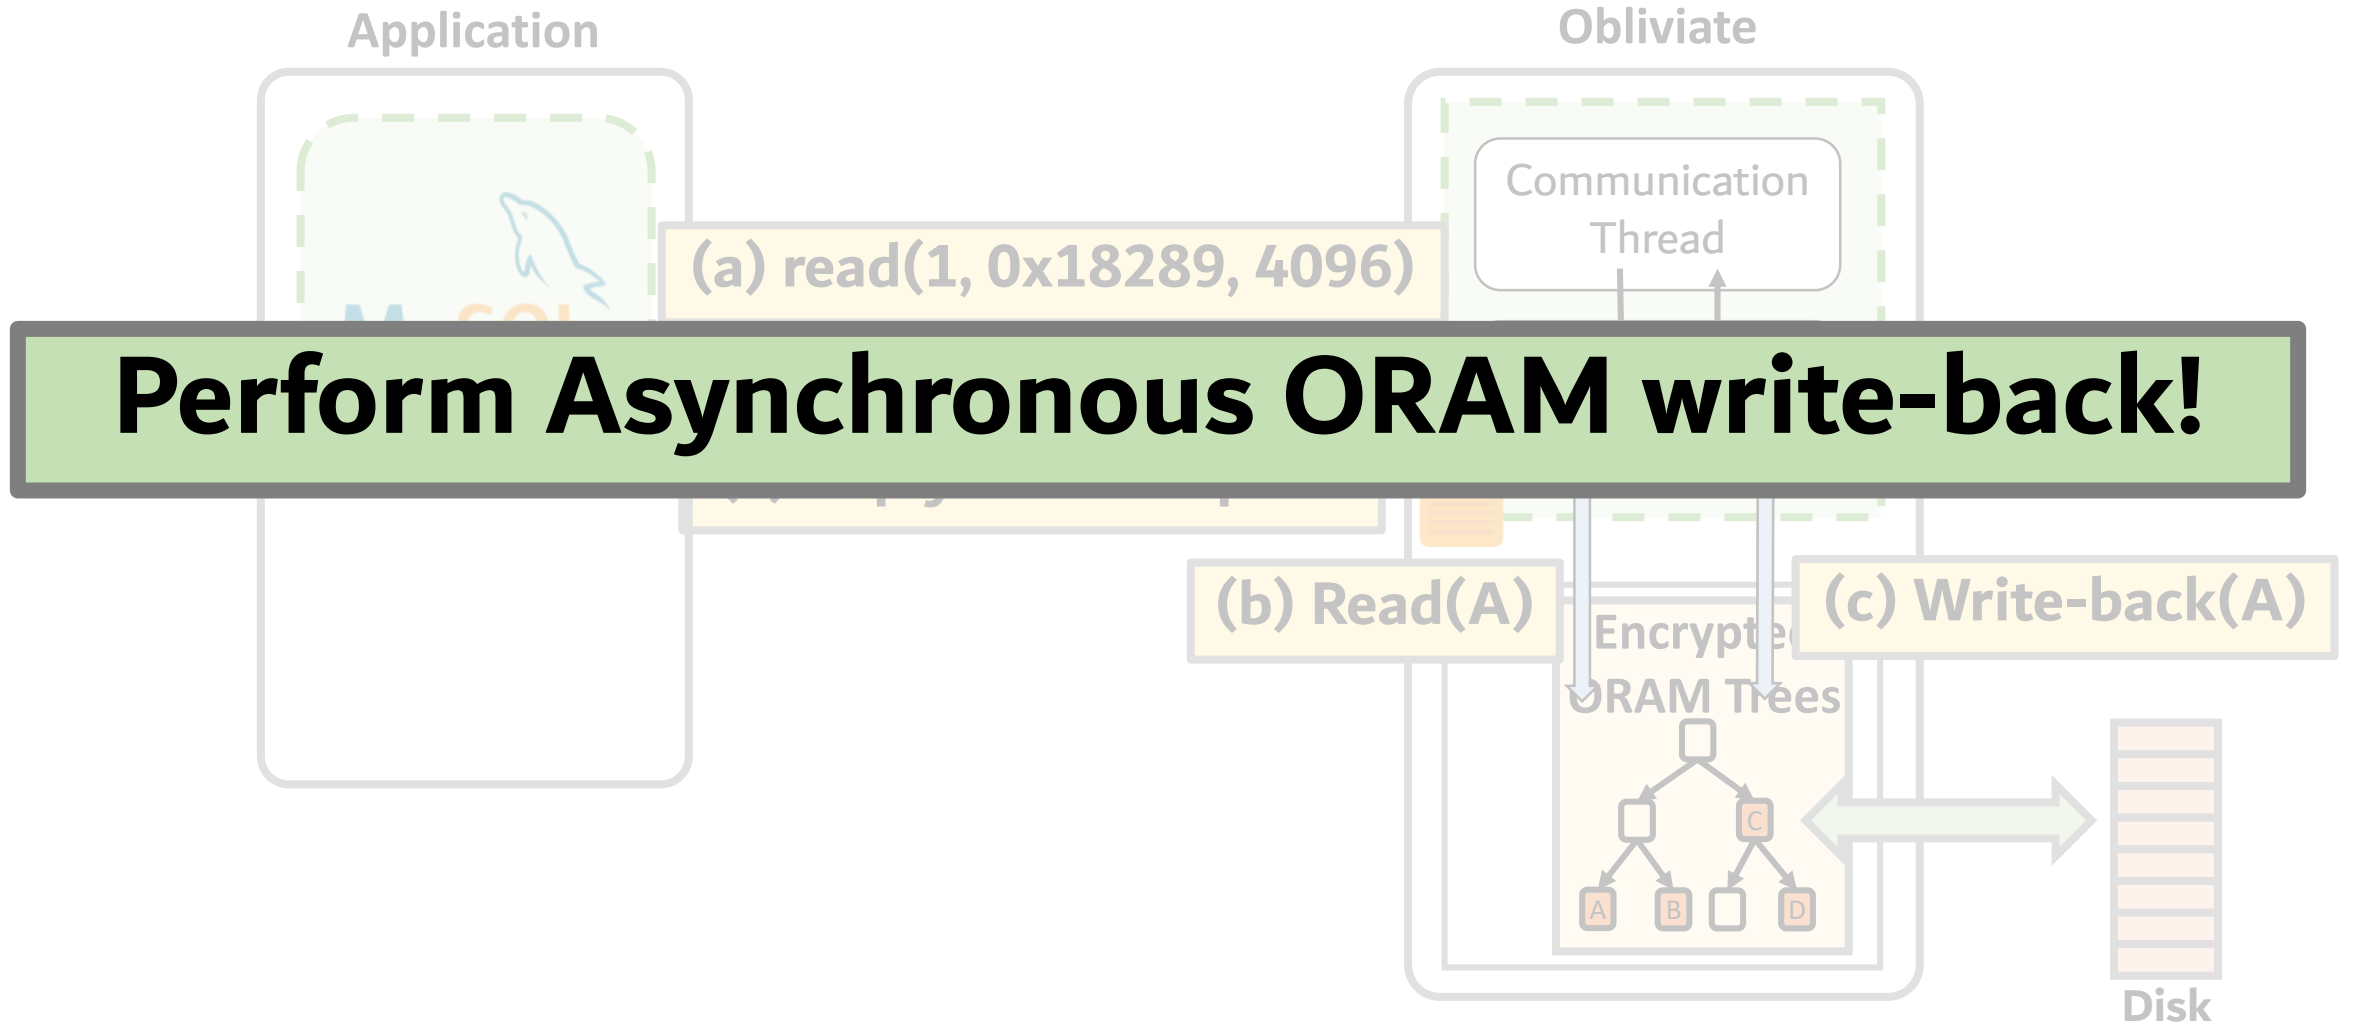 Application
Obliviate
Communication
Thread
(a) read(1, 0x18289, 4096)
Perform Asynchronous ORAM write-back!
(b) Read(A)
(c) Write-back(A)
ORAM Trees
C
A
B
D
Disk